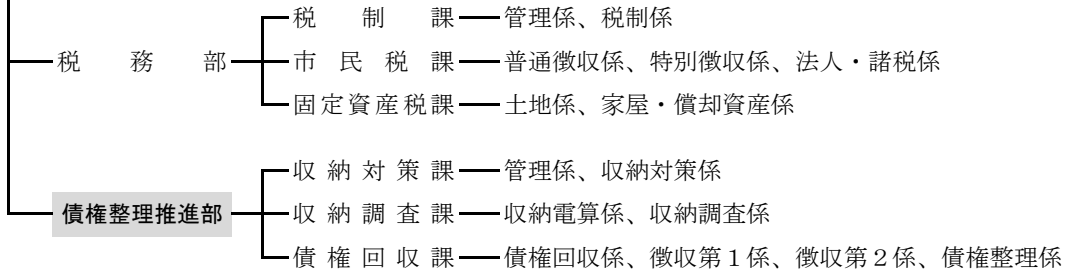 税制課 管理係、税制係
税務部 市民税課 普通徴収係、特別徴収係、法人・諸税係
固定資産税課 土地係、家屋・償却資産係
収納対策課 管理係、収納対策係
債権整理推進部 収納調査課 収納電算係、収納調査係
債権回収課 債権回収係、徴収第1係、徴収第2係、債権整理係